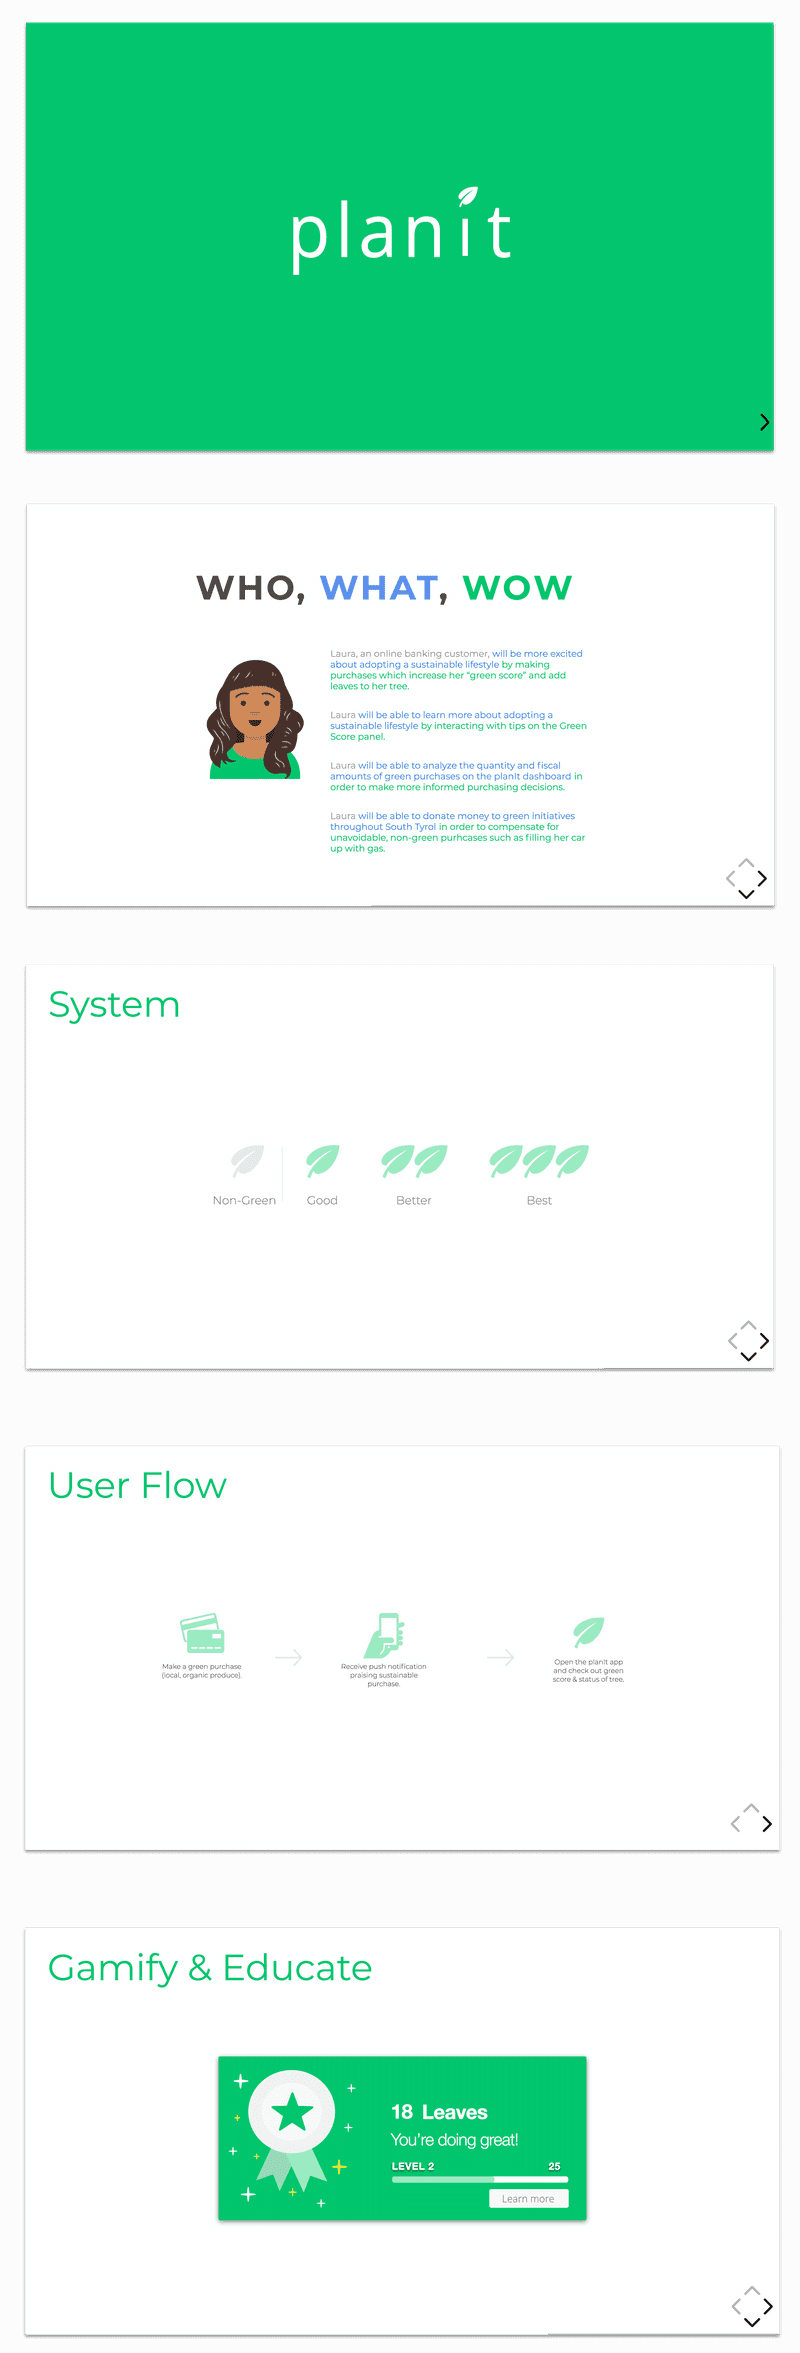 planit
WHO, WHAT, WOW
Laura, an online banking customer, will be more excited
about adopting a sustainable lifestyle by making
purchases which increase her “green score” and add
leaves to her tree.
Laura will be able to learn more about adopting a
sustainable lifestyle by interacting with tips on the Green
Score panel.
Laura will be able to analyze the quantity and fiscal
amounts of green purchases on the planit dashboard in
order to make more informed purchasing decisions.
Laura will be able to donate money to green initiatives
throughout South Tyrol in order to compensate for
unavoidable, non-green purhcases such as filling her car
up with gas.
System
Non-Green
Good
Better
Best
User Flow
Make a green purchase
(local, organic produce).
Receive push notification
praising sustainable
purchase.
Open the planit app
and check out green
score & status of tree.
Gamify & Educate
18 Leaves
You're doing great!
LEVEL 2 25
Learn more